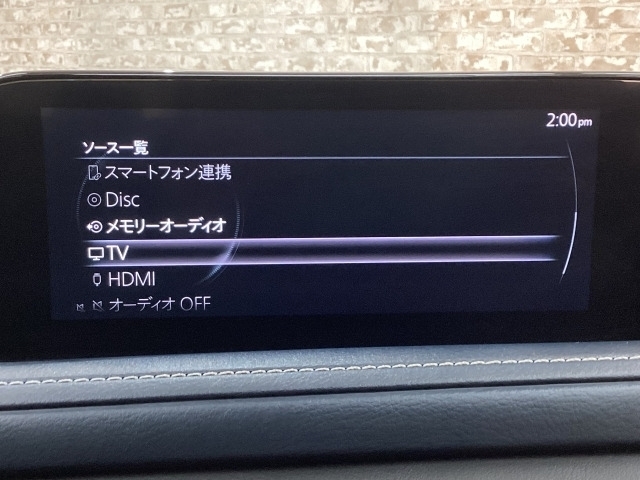 2:00pm
ソース一覧
スマートフォン連携
Disc
メモリーオーディオ
TV
HDMI
オーディオ OFF